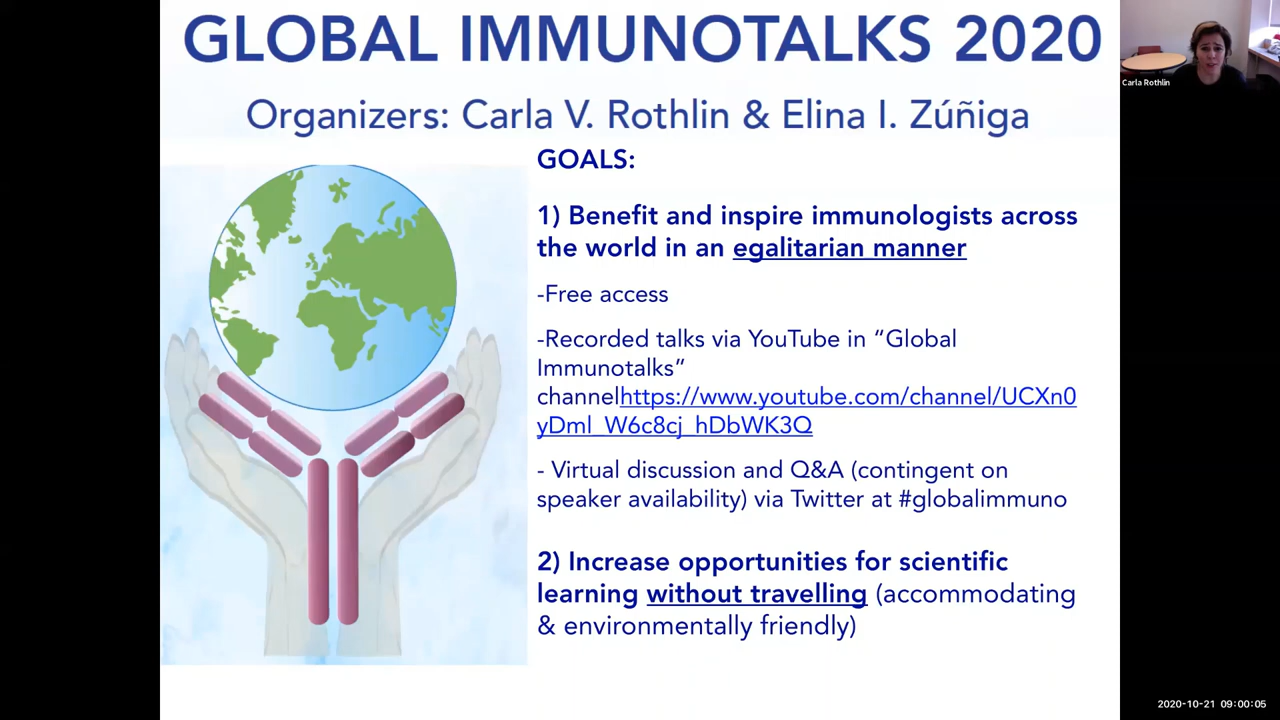 GLOBAL IMMUNOTALKS 2020
Organizers: Carla V. Rothlin & Elina I. Zúñiga
GOALS:
1) Benefit and inspire immunologists across
the world in an egalitarian manner
-Free access
-Recorded talks via YouTube in “Global
Immunotalks”
channelhttps://www.youtube.com/channel/UCXn0
yDml_W6c8cj_hDbWK3Q
- Virtual discussion and Q&A (contingent on
speaker availability) via Twitter at #globalimmuno
2) Increase opportunities for scientific
learning without travelling (accommodating
& environmentally friendly)
Carla Rothlin
2020-10-21 09:00:05